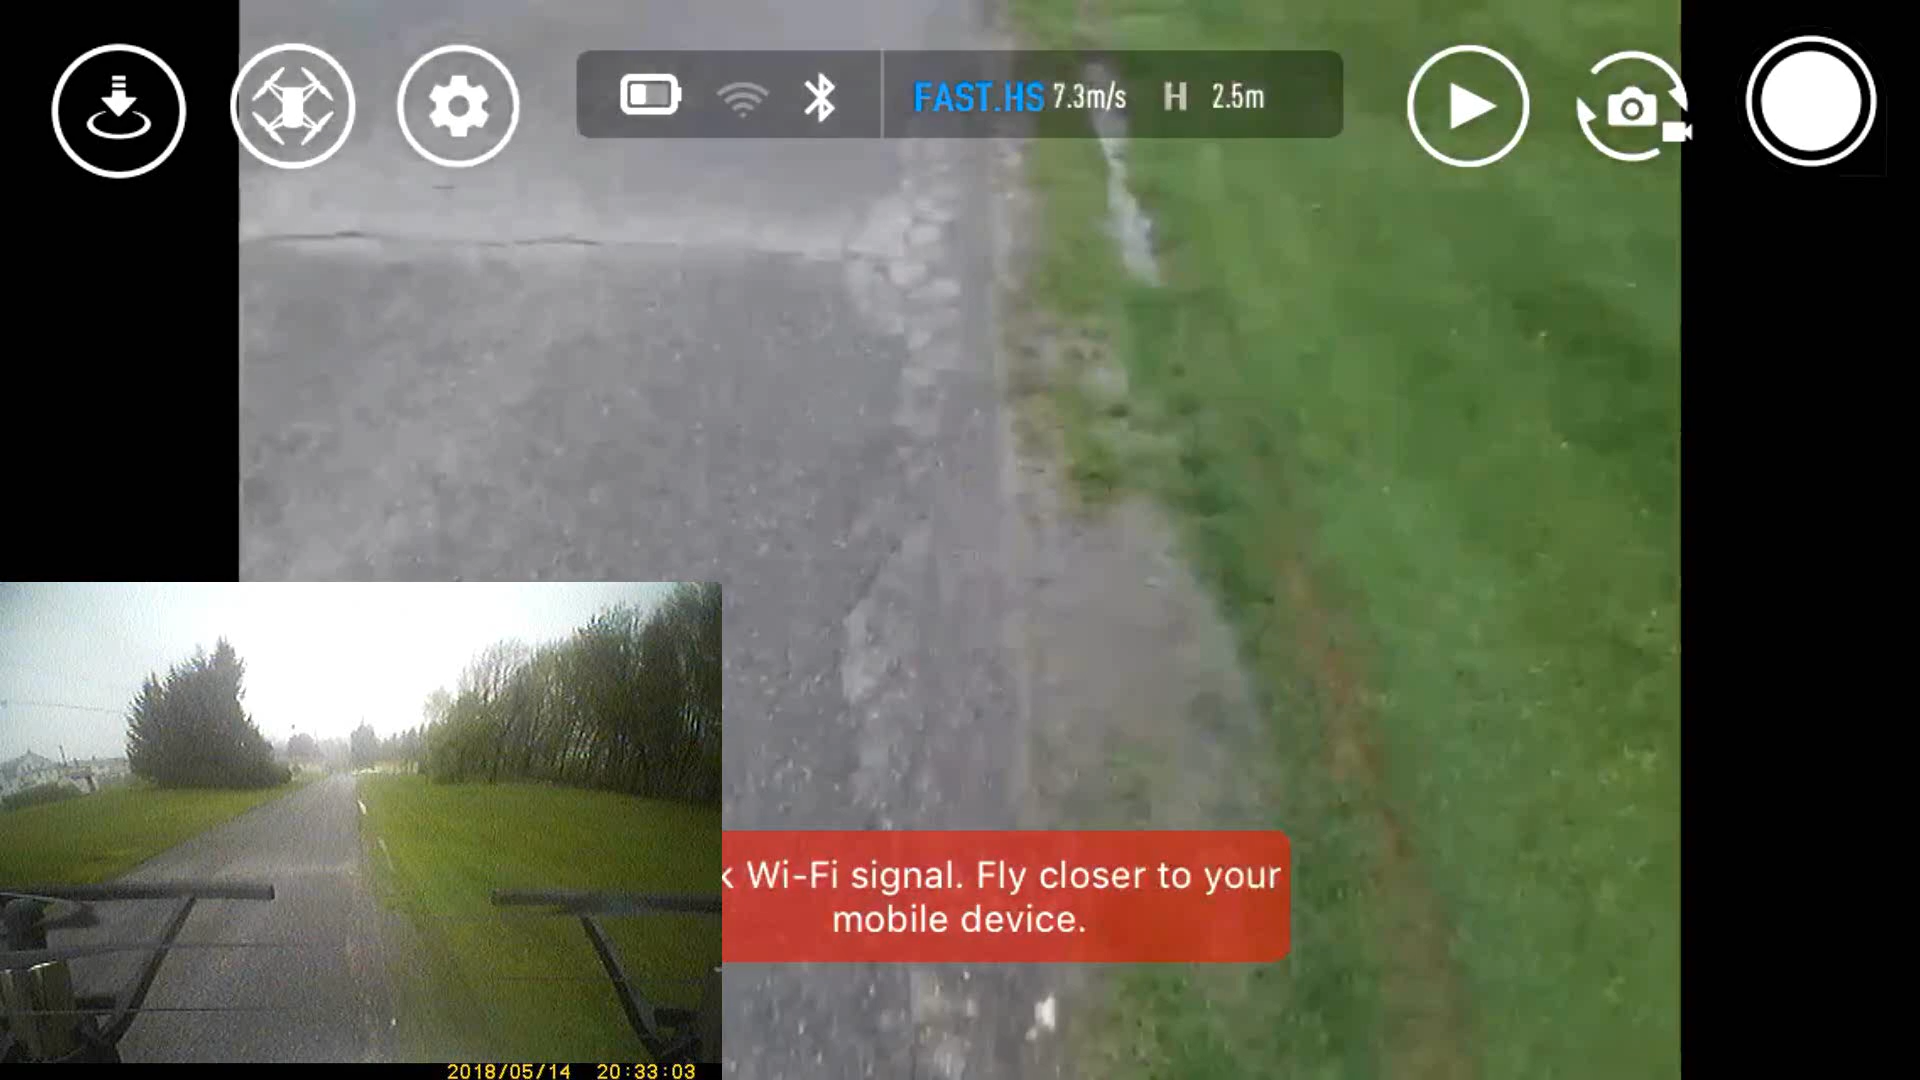 FAST.HS 7.3m/s H 2.5m
Wi-Fi signal. Fly closer to your
mobile device.
2018/05/14 20:33:03